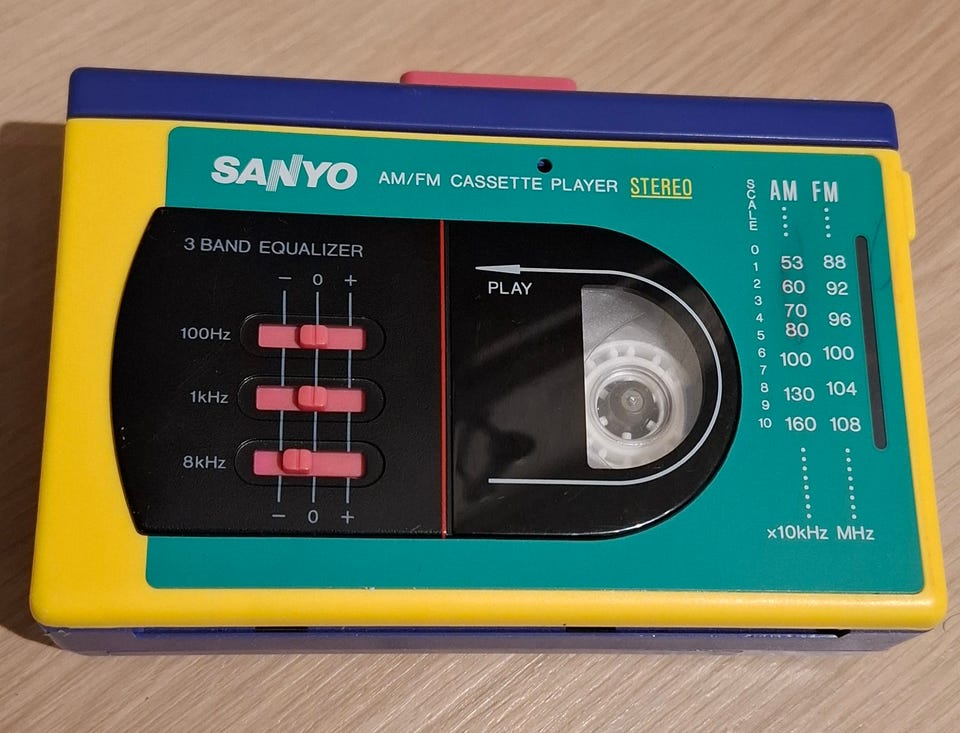 SANYO
AM/FM CASSETTE PLAYER STEREO
3 BAND EQUALIZER
− 0 +
100Hz
1kHz
8kHz
− 0 +
PLAY
SCALE AM FM
0
1 53 88
2 60 92
3 70
4 80 96
5
6 100 100
7
8 130 104
9
10 160 108
x10kHz MHz